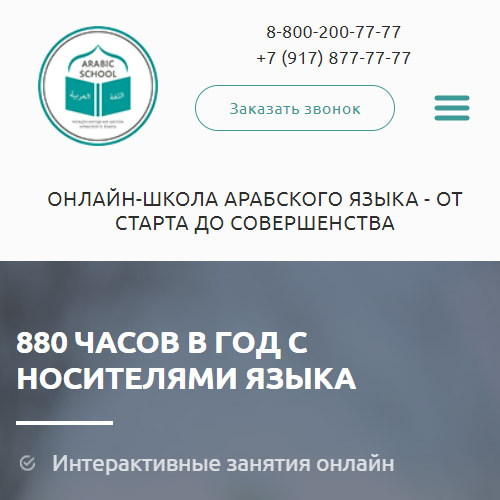 ARABIC
SCHOOL
العربية اللغة
8-800-200-77-77
+7 (917) 877-77-77
Заказать звонок
ОНЛАЙН-ШКОЛА АРАБСКОГО ЯЗЫКА - ОТ
СТАРТА ДО СОВЕРШЕНСТВА
880 ЧАСОВ В ГОД С
НОСИТЕЛЯМИ ЯЗЫКА
Интерактивные занятия онлайн